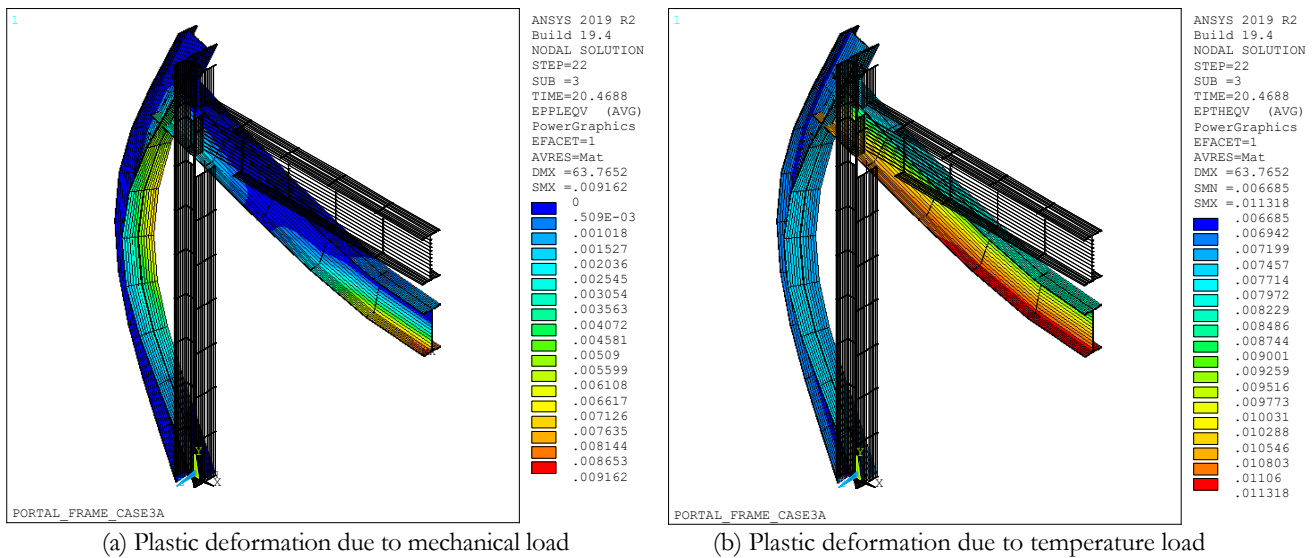 1
ANSYS 2019 R2
Build 19.4
NODAL SOLUTION
STEP=22
SUB =3
TIME=20.4688
EPPLEQV (AVG)
PowerGraphics
EFACET=1
AVRES=Mat
DMX =63.7652
SMX =.009162
0
.509E-03
.001018
.001527
.002036
.002545
.003054
.003563
.004072
.004581
.00509
.005599
.006108
.006617
.007126
.007635
.008144
.008653
.009162
Y
X
PORTAL_FRAME_CASE3A
(a) Plastic deformation due to mechanical load
1
ANSYS 2019 R2
Build 19.4
NODAL SOLUTION
STEP=22
SUB =3
TIME=20.4688
EPTHEQV (AVG)
PowerGraphics
EFACET=1
AVRES=Mat
DMX =63.7652
SMN =.006685
SMX =.011318
.006685
.006942
.007199
.007457
.007714
.007972
.008229
.008486
.008744
.009001
.009259
.009516
.009773
.010031
.010288
.010546
.010803
.01106
.011318
Y
X
PORTAL_FRAME_CASE3A
(b) Plastic deformation due to temperature load